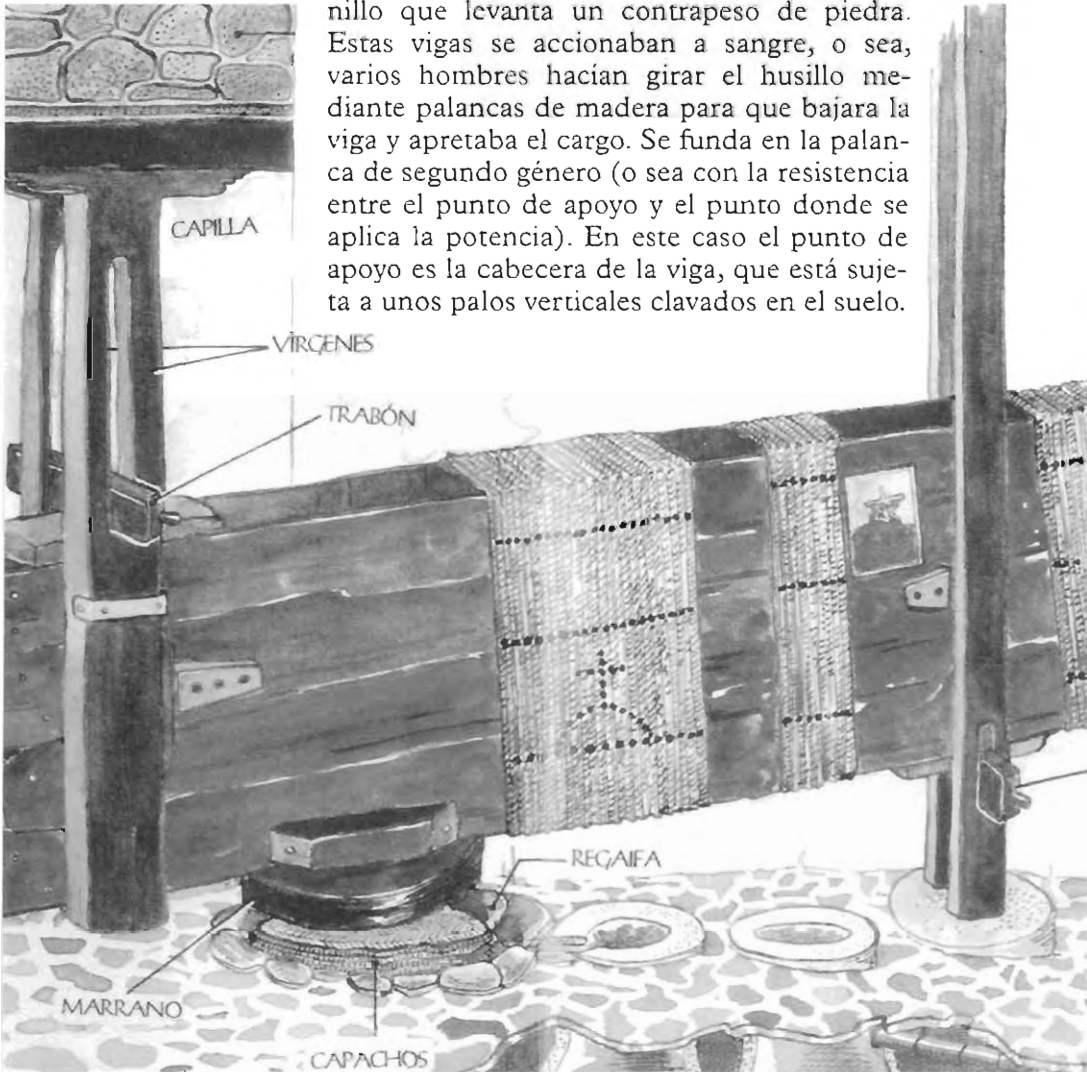 nillo que levanta un contrapeso de piedra.
Estas vigas se accionaban a sangre, o sea,
varios hombres hacían girar el husillo me-
diante palancas de madera para que bajara la
viga y apretaba el cargo. Se funda en la palan-
ca de segundo género (o sea con la resistencia
entre el punto de apoyo y el punto donde se
aplica la potencia). En este caso el punto de
apoyo es la cabecera de la viga, que está suje-
ta a unos palos verticales clavados en el suelo.
CAPILLA
VÍRGENES
TRABÓN
REGAIFA
MARRANO
CAPACHOS